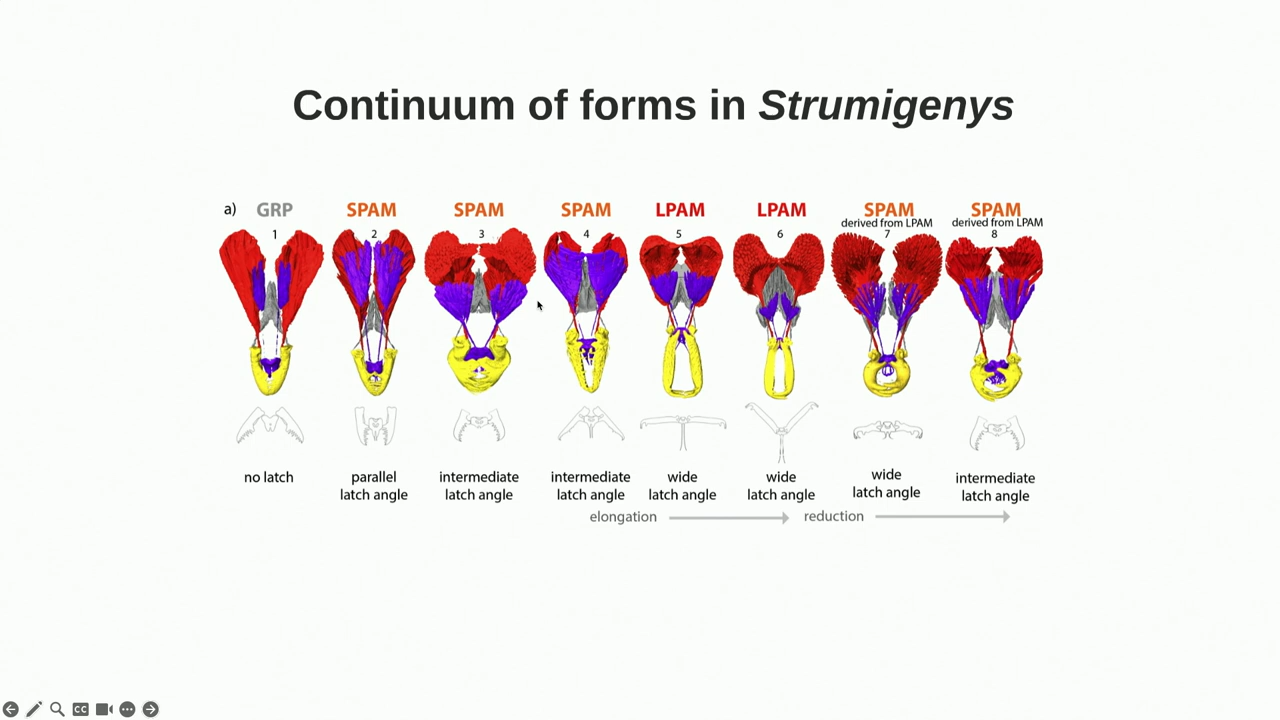 Continuum of forms in Strumigenys
a) GRP SPAM SPAM SPAM LPAM LPAM SPAM SPAM
derived from LPAM derived from LPAM
1 2 3 4 5 6 7 8
no latch parallel intermediate intermediate wide wide wide intermediate
latch angle latch angle latch angle latch angle latch angle latch angle latch angle
elongation reduction
CC